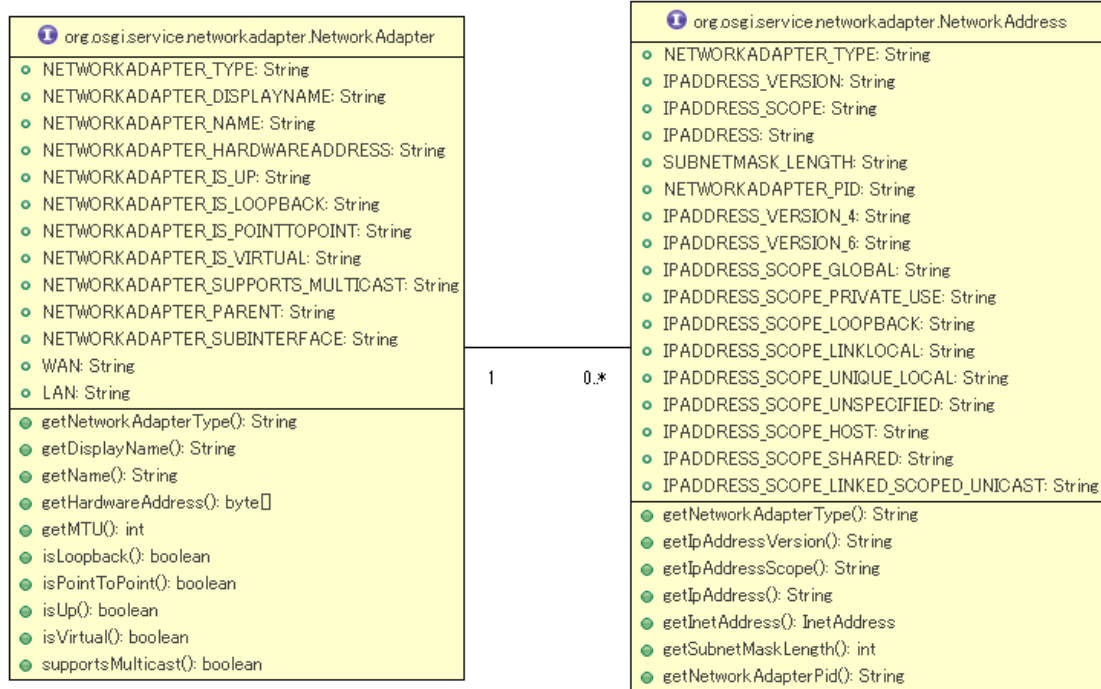 org.osgi.service.networkadapter.NetworkAdapter
NETWORKADAPTER_TYPE: String
NETWORKADAPTER_DISPLAYNAME: String
NETWORKADAPTER_NAME: String
NETWORKADAPTER_HARDWAREADDRESS: String
NETWORKADAPTER_IS_UP: String
NETWORKADAPTER_IS_LOOPBACK: String
NETWORKADAPTER_IS_POINTTOPOINT: String
NETWORKADAPTER_IS_VIRTUAL: String
NETWORKADAPTER_SUPPORTS_MULTICAST: String
NETWORKADAPTER_PARENT: String
NETWORKADAPTER_SUBINTERFACE: String
WAN: String
LAN: String
getNetworkAdapterType(): String
getDisplayName(): String
getName(): String
getHardwareAddress(): byte[]
getMTU(): int
isLoopback(): boolean
isPointToPoint(): boolean
isUp(): boolean
isVirtual(): boolean
supportsMulticast(): boolean
1
0..*
org.osgi.service.networkadapter.NetworkAddress
NETWORKADAPTER_TYPE: String
IPADDRESS_VERSION: String
IPADDRESS_SCOPE: String
IPADDRESS: String
SUBNETMASK_LENGTH: String
NETWORKADAPTER_PID: String
IPADDRESS_VERSION_4: String
IPADDRESS_VERSION_6: String
IPADDRESS_SCOPE_GLOBAL: String
IPADDRESS_SCOPE_PRIVATE_USE: String
IPADDRESS_SCOPE_LOOPBACK: String
IPADDRESS_SCOPE_LINKLOCAL: String
IPADDRESS_SCOPE_UNIQUE_LOCAL: String
IPADDRESS_SCOPE_UNSPECIFIED: String
IPADDRESS_SCOPE_HOST: String
IPADDRESS_SCOPE_SHARED: String
IPADDRESS_SCOPE_LINKED_SCOPED_UNICAST: String
getNetworkAdapterType(): String
getIpAddressVersion(): String
getIpAddressScope(): String
getIpAddress(): String
getInetAddress(): InetAddress
getSubnetMaskLength(): int
getNetworkAdapterPid(): String